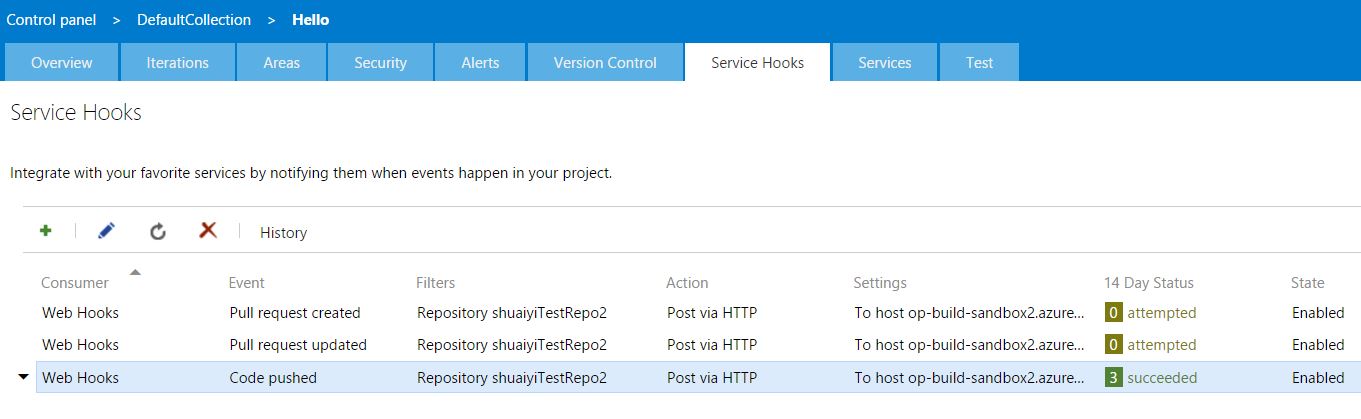 Control panel > DefaultCollection > Hello
Overview Iterations Areas Security Alerts Version Control Service Hooks Services Test
Service Hooks
Integrate with your favorite services by notifying them when events happen in your project.
History
Consumer Event Filters Action Settings 14 Day Status State
Web Hooks Pull request created Repository shuaiyiTestRepo2 Post via HTTP To host op-build-sandbox2.azure... 0 attempted Enabled
Web Hooks Pull request updated Repository shuaiyiTestRepo2 Post via HTTP To host op-build-sandbox2.azure... 0 attempted Enabled
Web Hooks Code pushed Repository shuaiyiTestRepo2 Post via HTTP To host op-build-sandbox2.azure... 3 succeeded Enabled